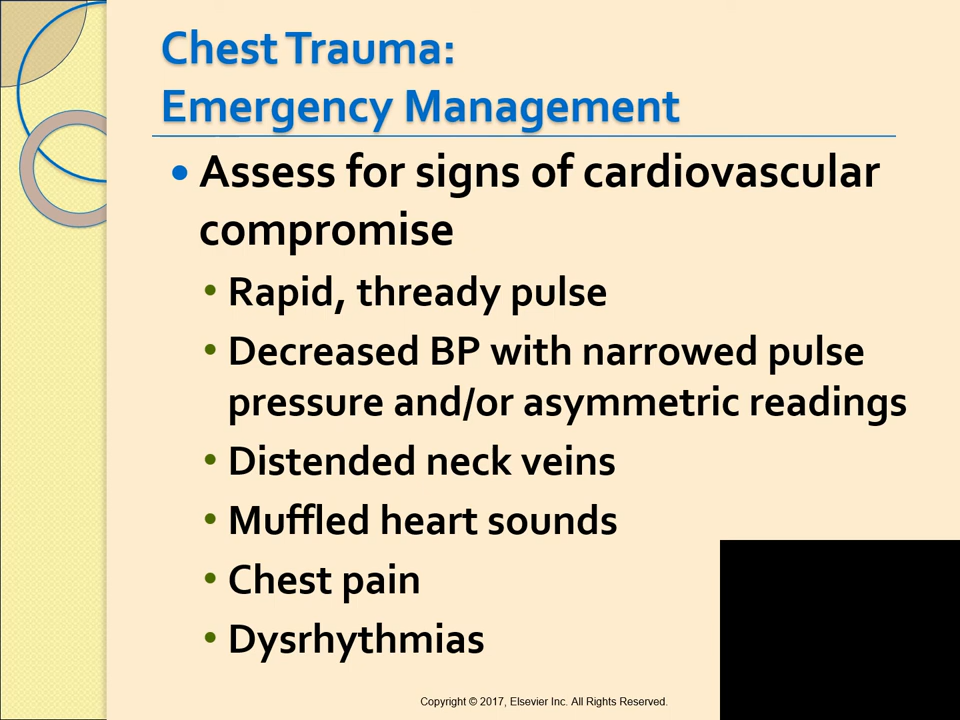 Chest Trauma:
Emergency Management
• Assess for signs of cardiovascular
compromise
• Rapid, thready pulse
• Decreased BP with narrowed pulse
pressure and/or asymmetric readings
• Distended neck veins
• Muffled heart sounds
• Chest pain
• Dysrhythmias
Copyright © 2017, Elsevier Inc. All Rights Reserved.